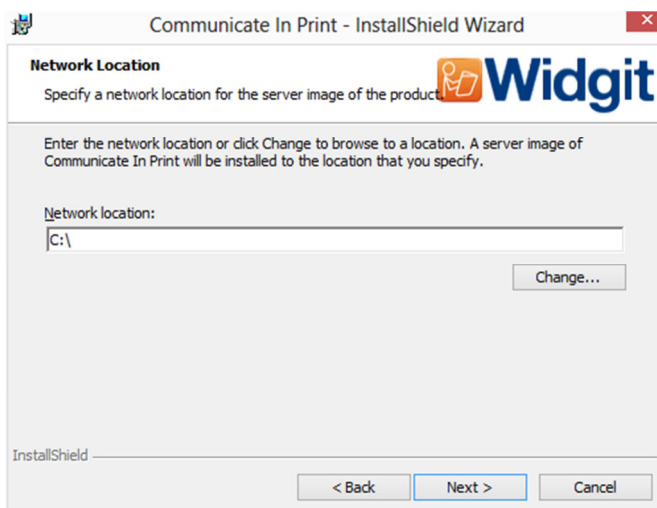 Communicate In Print - InstallShield Wizard
Network Location
Specify a network location for the server image of the product.
Widgit
Enter the network location or click Change to browse to a location. A server image of
Communicate In Print will be installed to the location that you specify.
Network location:
C:\
Change...
InstallShield
< Back
Next >
Cancel